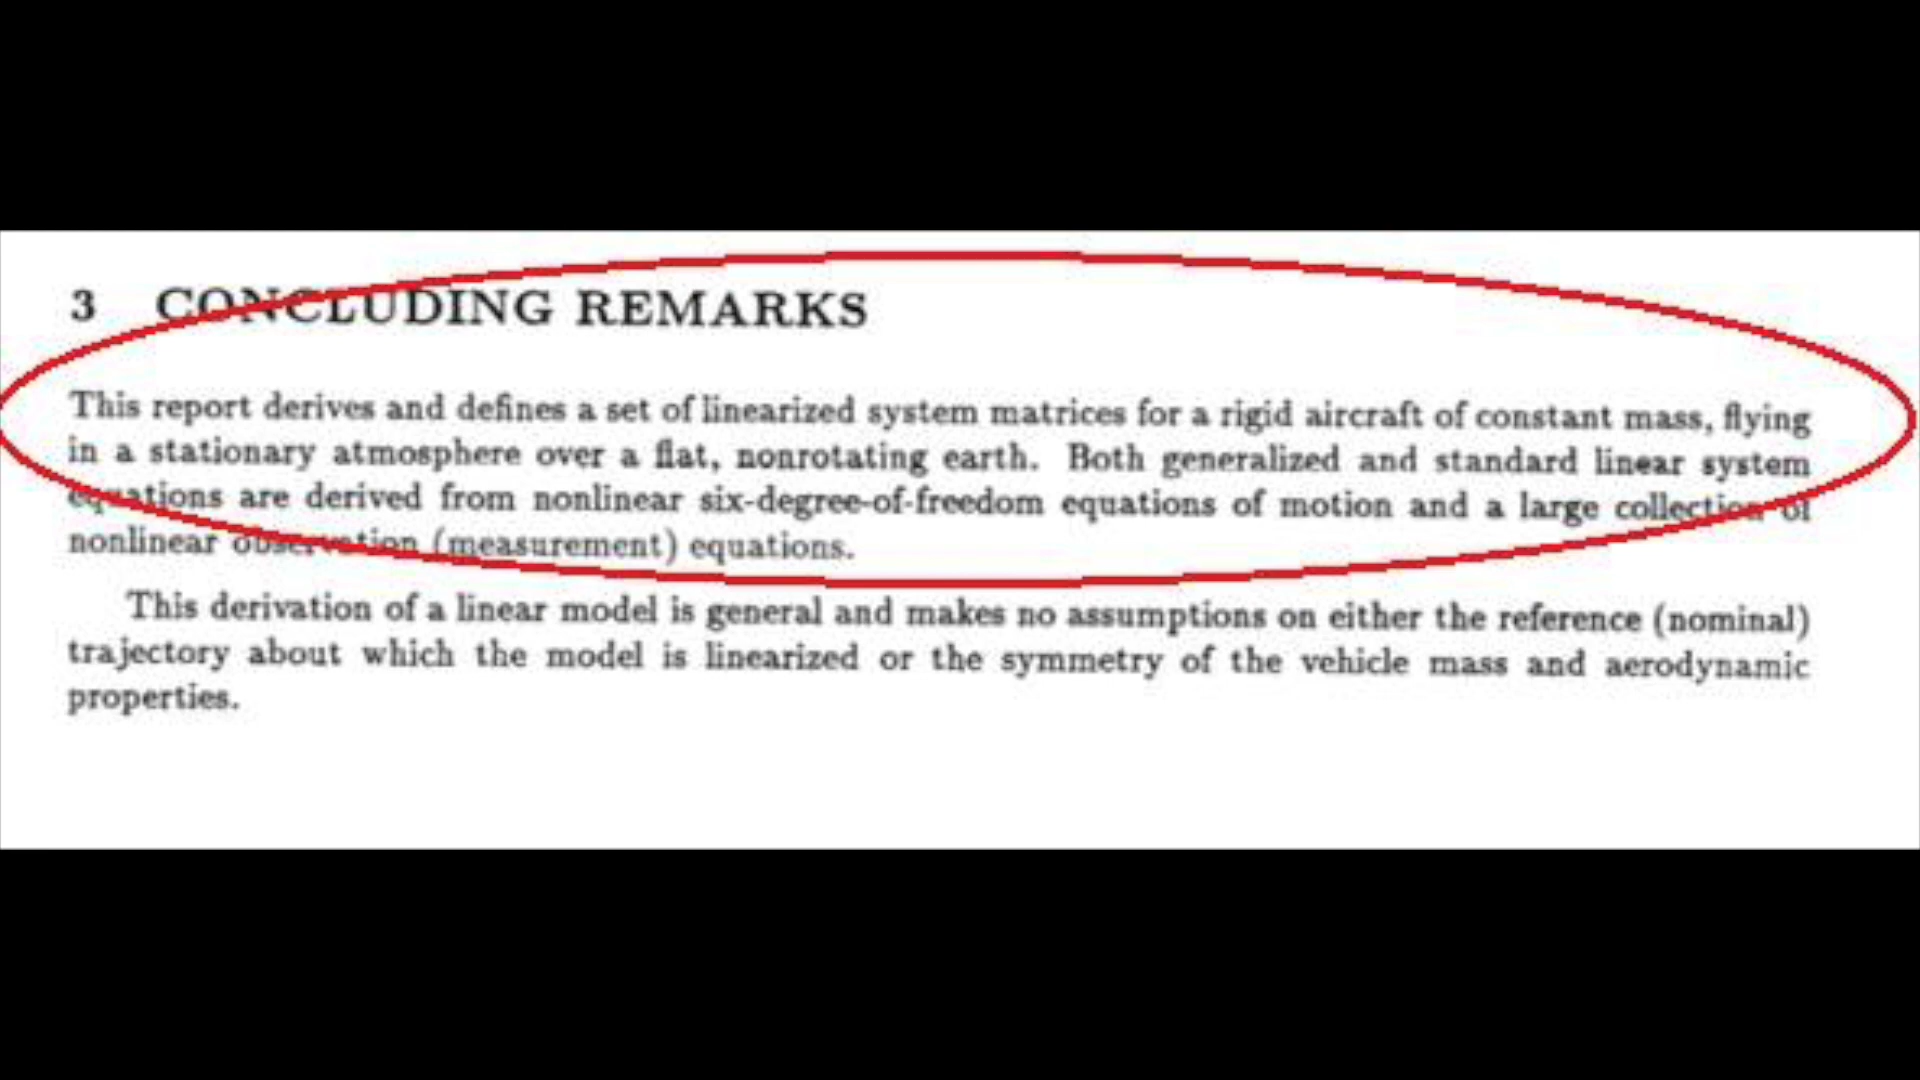 3 CONCLUDING REMARKS
This report derives and defines a set of linearized system matrices for a rigid aircraft of constant mass, flying
in a stationary atmosphere over a flat, nonrotating earth. Both generalized and standard linear system
equations are derived from nonlinear six-degree-of-freedom equations of motion and a large collection of
nonlinear observation (measurement) equations.
This derivation of a linear model is general and makes no assumptions on either the reference (nominal)
trajectory about which the model is linearized or the symmetry of the vehicle mass and aerodynamic
properties.